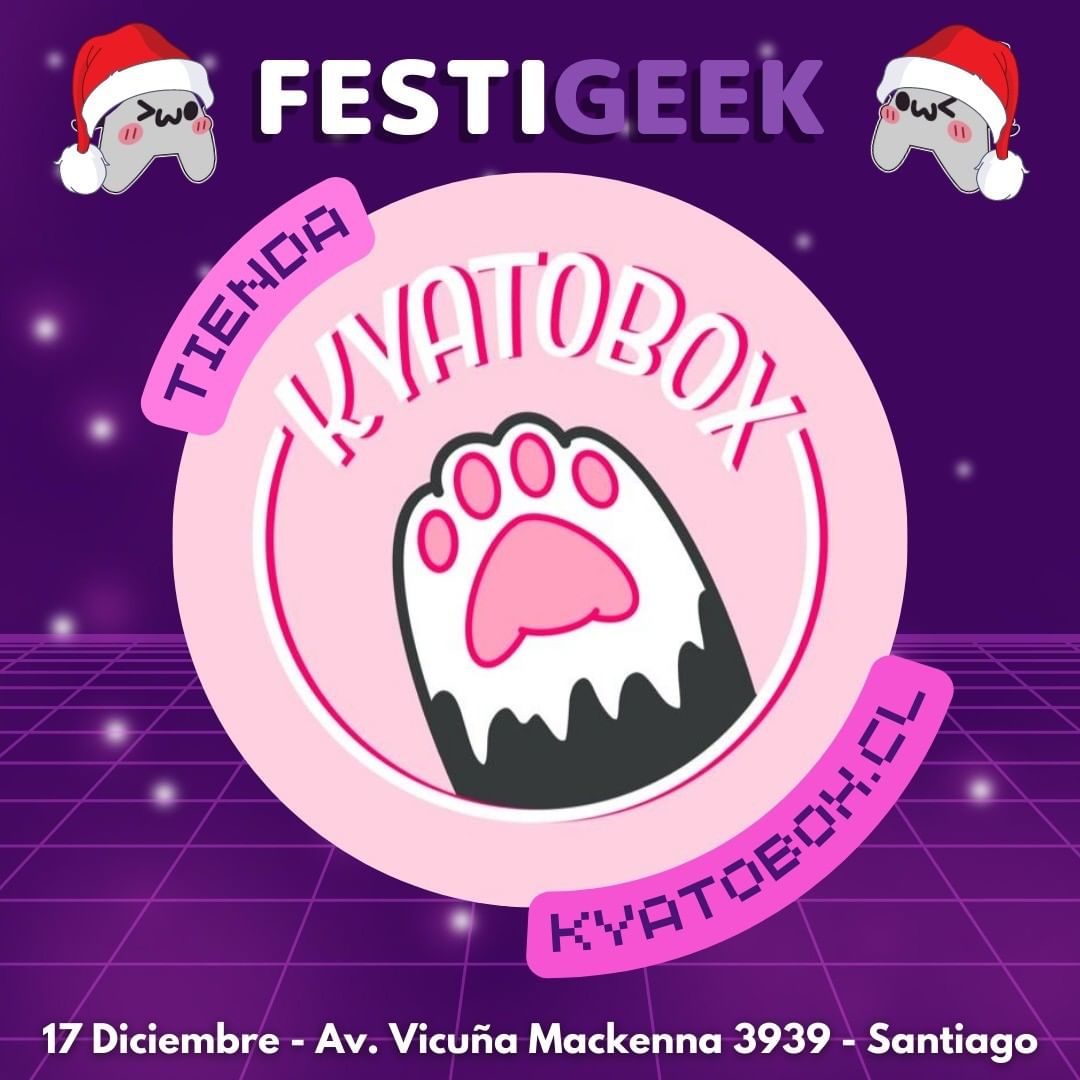 FESTIGEEK
TIENDA
KYATOBOX
KYATOBOX.CL
17 Diciembre - Av. Vicuña Mackenna 3939 - Santiago